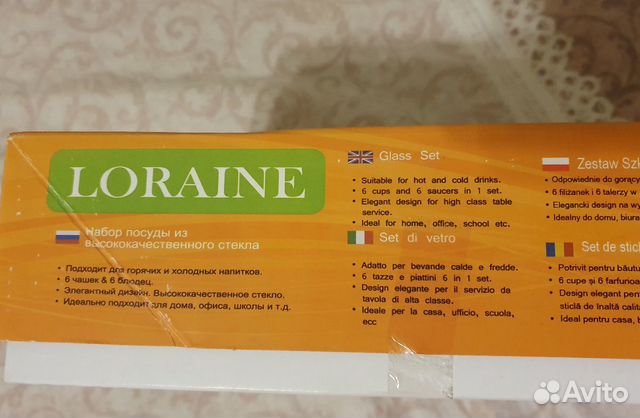 LORAINE
Набор посуды из
высококачественного стекла
• Подходит для горячих и холодных напитков.
• 6 чашек & 6 блюдец.
• Элегантный дизайн. Высококачественное стекло.
• Идеально подходит для дома, офиса, школы и т.д.
Glass Set
• Suitable for hot and cold drinks.
• 6 cups and 6 saucers in 1 set.
• Elegant design for high class table
service.
• Ideal for home, office, school etc.
Set di vetro
• Adatto per bevande calde e fredde.
• 6 tazze e piattini 6 in 1 set.
• Design elegante per il servizio da
tavola di alta classe.
• Ideale per la casa, ufficio, scuola,
ecc
Zestaw Szk
• Odpowiednie do gorący
• 6 filiżanek i 6 talerzy w
• Elegancki design na wy
• Idealny do domu, biura
Set de sticl
• Potrivit pentru băutu
• 6 cupe și 6 farfurioa
• Design elegant pe
sticlă de înaltă calit
• Ideal pentru casa, b
Avito